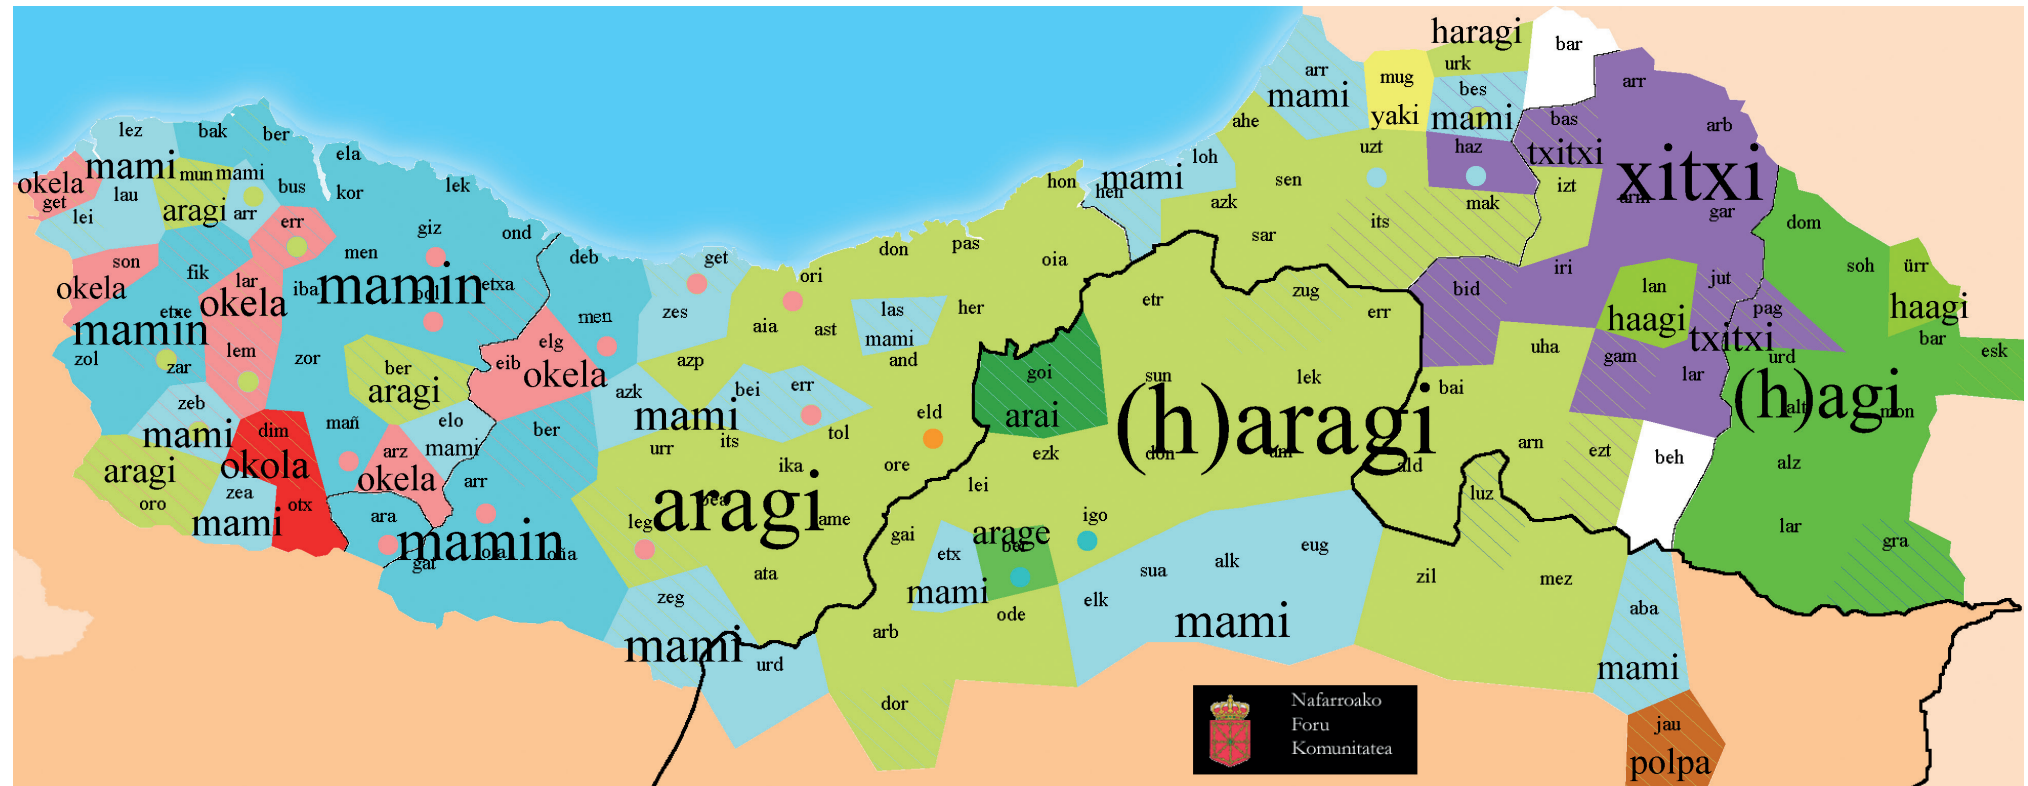 haragi
bar
urk
arr
mug
bes
arr
mami
yaki
mami
bas
arb
lez
bak
ber
ahe
uzt
haz
txitxi
xitxi
ela
mami
mun
mami
loh
mami
okela
get
lau
bus
kor
lek
hon
hen
sen
izt
arm
lei
aragi
arr
err
azk
mak
gar
giz
ond
sar
its
dom
son
men
deb
get
don
pas
oia
okela
fik
lar
iba
mamin
etxa
ori
bid
iri
jut
soh
ürr
okela
mamin
etxe
men
zes
las
mami
her
etr
zug
err
lan
haagi
pag
haagi
zol
zar
lem
zor
elg
eib
okela
aia
ast
and
uha
gam
txitxi
urd
bar
esk
ber
aragi
azp
goi
arai
sun
lek
bai
lar
(h)agi
alt
mon
zeb
mami
dim
mañ
elo
mami
azk
mami
bei
err
eld
(h)aragi
aragi
okola
arz
okela
ber
urr
its
tol
ezk
don
ald
arn
ezt
beh
alz
oro
zea
mami
otx
arr
ika
ore
lei
luz
ara
mamin
oña
leg
aragi
ame
gai
arage
igo
lar
gra
ata
etx
mami
sua
alk
eug
zil
mez
zeg
mami
urd
arb
ode
elk
mami
aba
mami
dor
Nafarroako
Foru
Komunitatea
jau
polpa